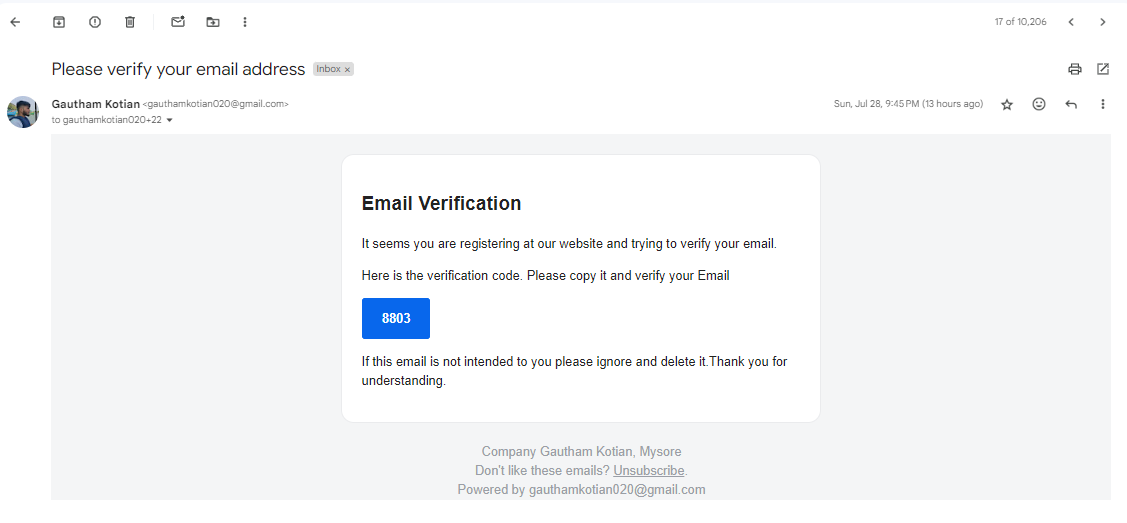 17 of 10,206
Please verify your email address
Inbox ×
Gautham Kotian <gauthamkotian020@gmail.com>
Sun, Jul 28, 9:45 PM (13 hours ago)
to gauthamkotian020+22
Email Verification
It seems you are registering at our website and trying to verify your email.
Here is the verification code. Please copy it and verify your Email
8803
If this email is not intended to you please ignore and delete it.Thank you for
understanding.
Company Gautham Kotian, Mysore
Don't like these emails? Unsubscribe.
Powered by gauthamkotian020@gmail.com